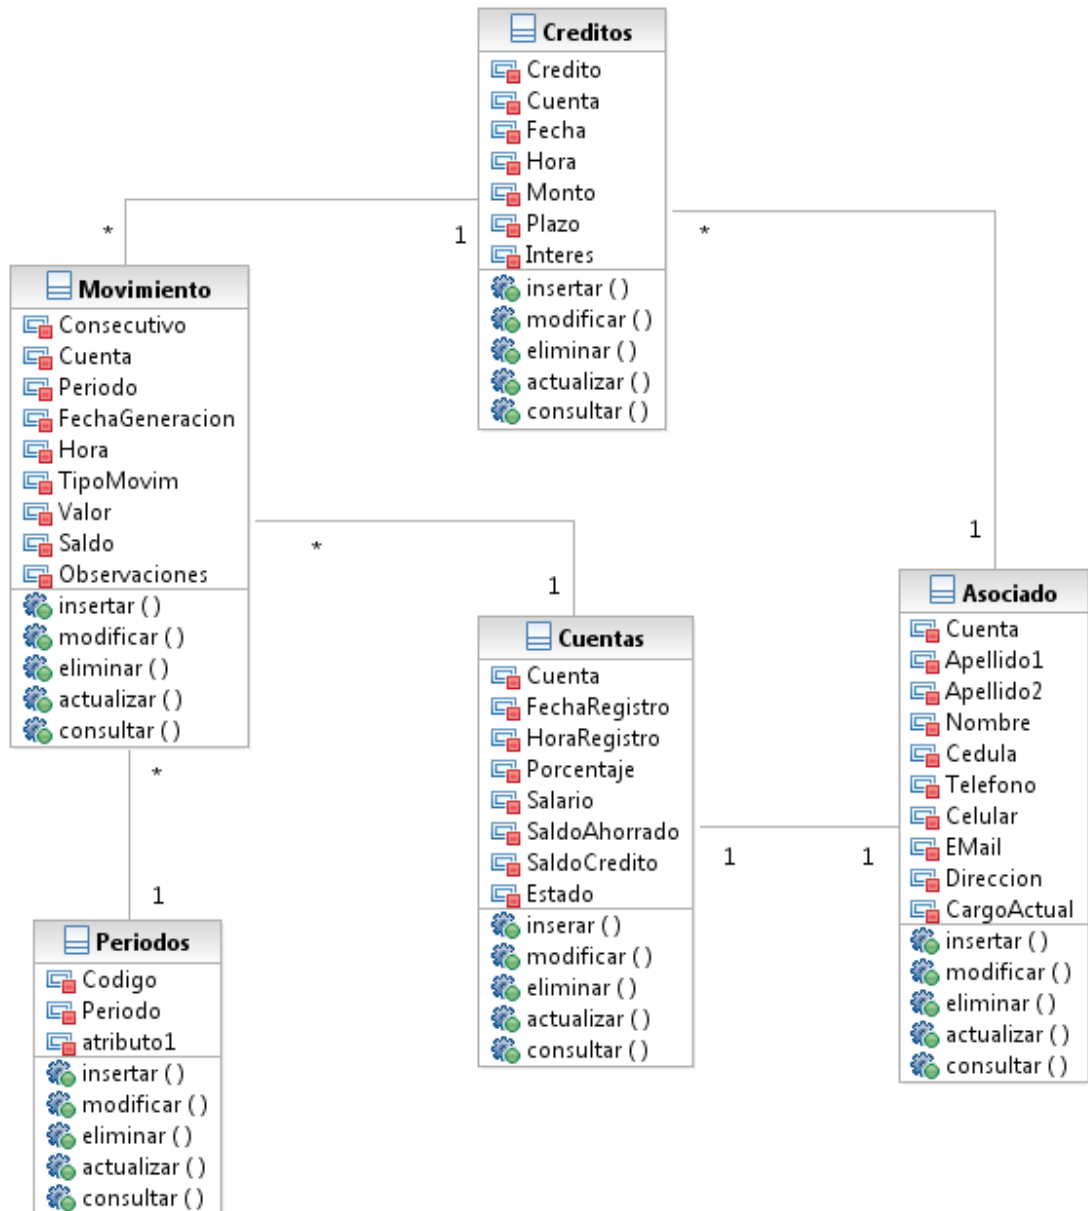 Creditos
Credito
Cuenta
Fecha
Hora
Monto
Plazo
Interes
insertar ( )
modificar ( )
eliminar ( )
actualizar ( )
consultar ( )
*
1
*
1
Movimiento
Consecutivo
Cuenta
Periodo
FechaGeneracion
Hora
TipoMovim
Valor
Saldo
Observaciones
insertar ( )
modificar ( )
eliminar ( )
actualizar ( )
consultar ( )
*
1
*
1
Cuentas
Cuenta
FechaRegistro
HoraRegistro
Porcentaje
Salario
SaldoAhorrado
SaldoCredito
Estado
inserar ( )
modificar ( )
eliminar ( )
actualizar ( )
consultar ( )
1
1
Asociado
Cuenta
Apellido1
Apellido2
Nombre
Cedula
Telefono
Celular
EMail
Direccion
CargoActual
insertar ( )
modificar ( )
eliminar ( )
actualizar ( )
consultar ( )
Periodos
Codigo
Periodo
atributo1
insertar ( )
modificar ( )
eliminar ( )
actualizar ( )
consultar ( )